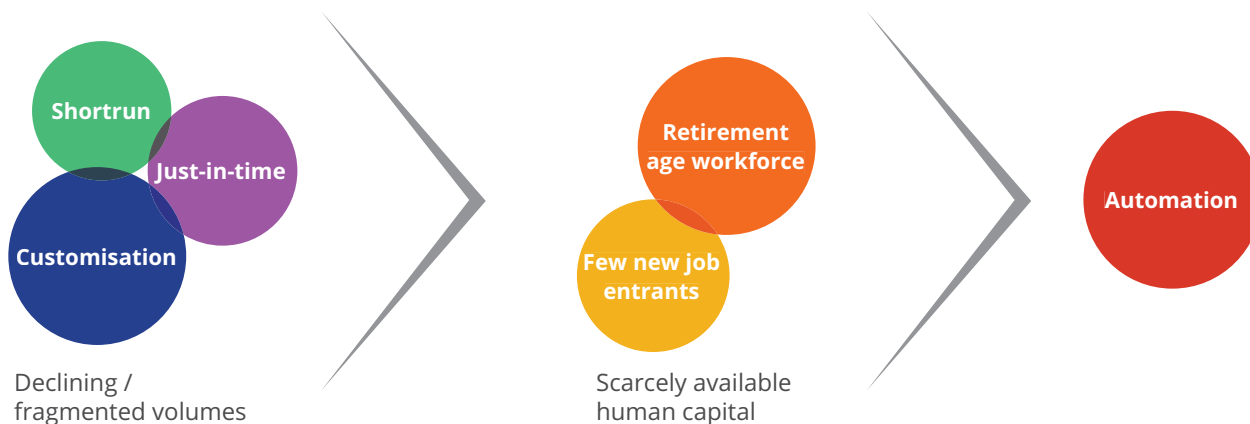 Shortrun
Just-in-time
Customisation
Declining /
fragmented volumes
Retirement
age workforce
Few new job
entrants
Scarcely available
human capital
Automation